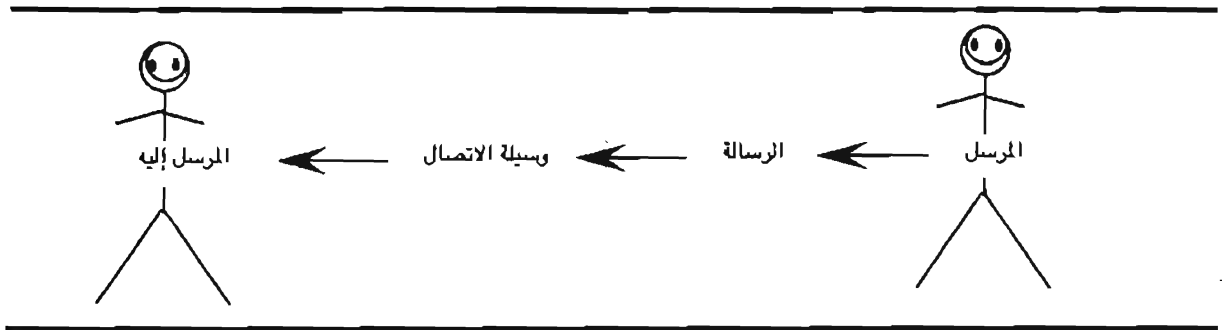 المرسل
الرسالة
وسيلة الاتصال
المرسل إليه